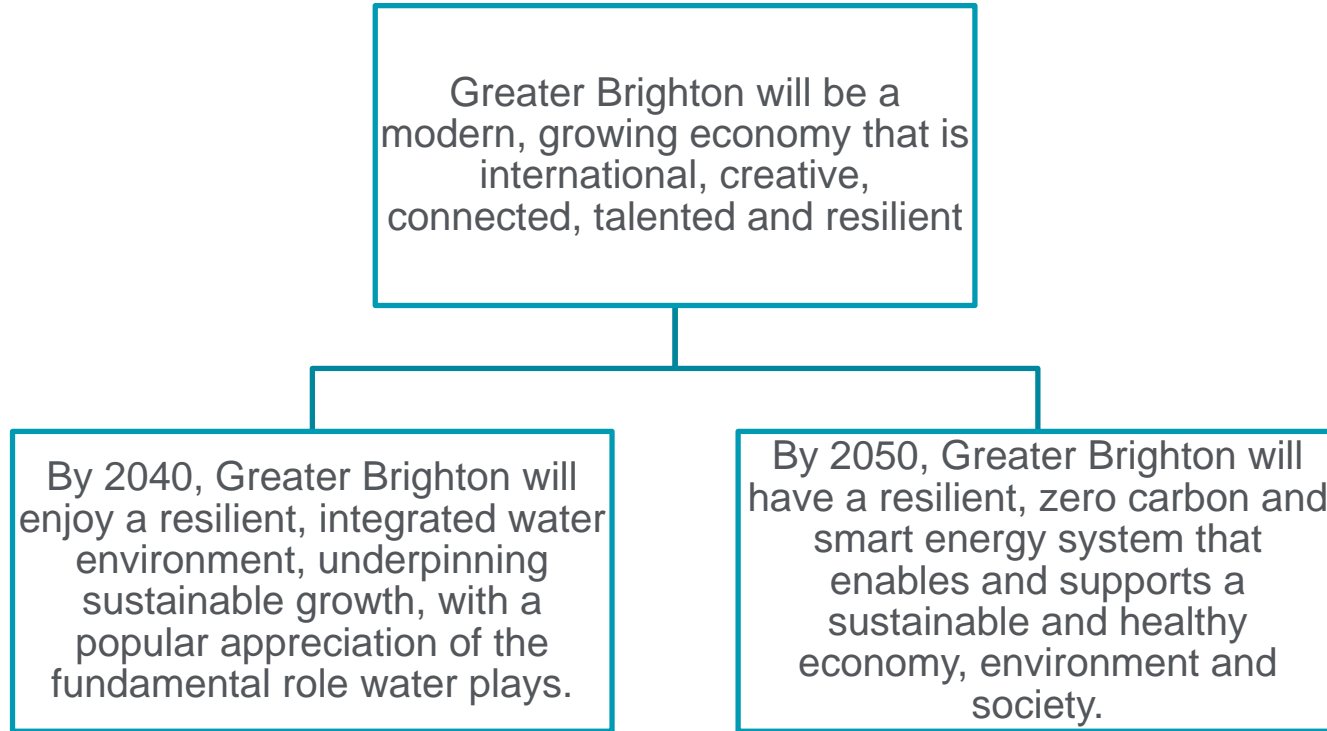 Greater Brighton will be a
modern, growing economy that is
international, creative,
connected, talented and resilient
By 2040, Greater Brighton will
enjoy a resilient, integrated water
environment, underpinning
sustainable growth, with a
popular appreciation of the
fundamental role water plays.
By 2050, Greater Brighton will
have a resilient, zero carbon and
smart energy system that
enables and supports a
sustainable and healthy
economy, environment and
society.